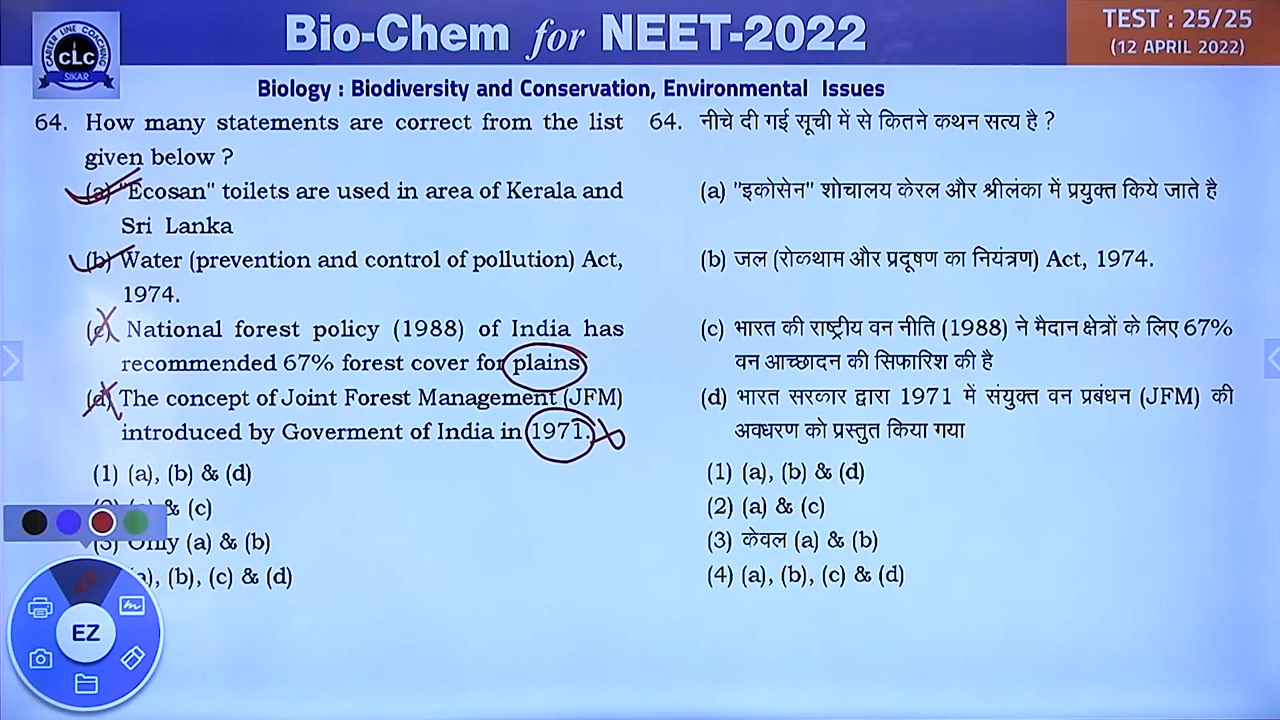 CAREER LINE COACHING
CLC
SIKAR
Bio-Chem for NEET-2022
TEST : 25/25
(12 APRIL 2022)
Biology : Biodiversity and Conservation, Environmental Issues
64. How many statements are correct from the list
given below ?
(a) "Ecosan" toilets are used in area of Kerala and
Sri Lanka
(b) Water (prevention and control of pollution) Act,
1974.
(c) National forest policy (1988) of India has
recommended 67% forest cover for plains
(d) The concept of Joint Forest Management (JFM)
introduced by Goverment of India in 1971.
(1) (a), (b) & (d)
& (c)
(3) Only (a) & (b)
(a), (b), (c) & (d)
64. नीचे दी गई सूची में से कितने कथन सत्य है ?
(a) "इकोसेन" शोचालय केरल और श्रीलंका में प्रयुक्त किये जाते है
(b) जल (रोकथाम और प्रदूषण का नियंत्रण) Act, 1974.
(c) भारत की राष्ट्रीय वन नीति (1988) ने मैदान क्षेत्रों के लिए 67%
वन आच्छादन की सिफारिश की है
(d) भारत सरकार द्वारा 1971 में संयुक्त वन प्रबंधन (JFM) की
अवधरण को प्रस्तुत किया गया
(1) (a), (b) & (d)
(2) (a) & (c)
(3) केवल (a) & (b)
(4) (a), (b), (c) & (d)
EZ